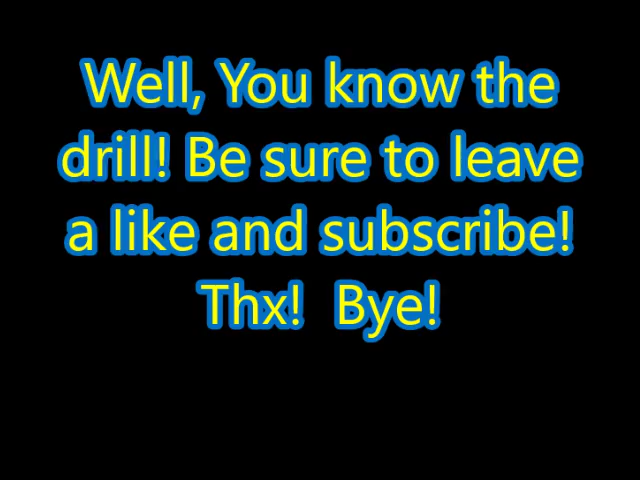 Well, You know the
drill! Be sure to leave
a like and subscribe!
Thx!  Bye!